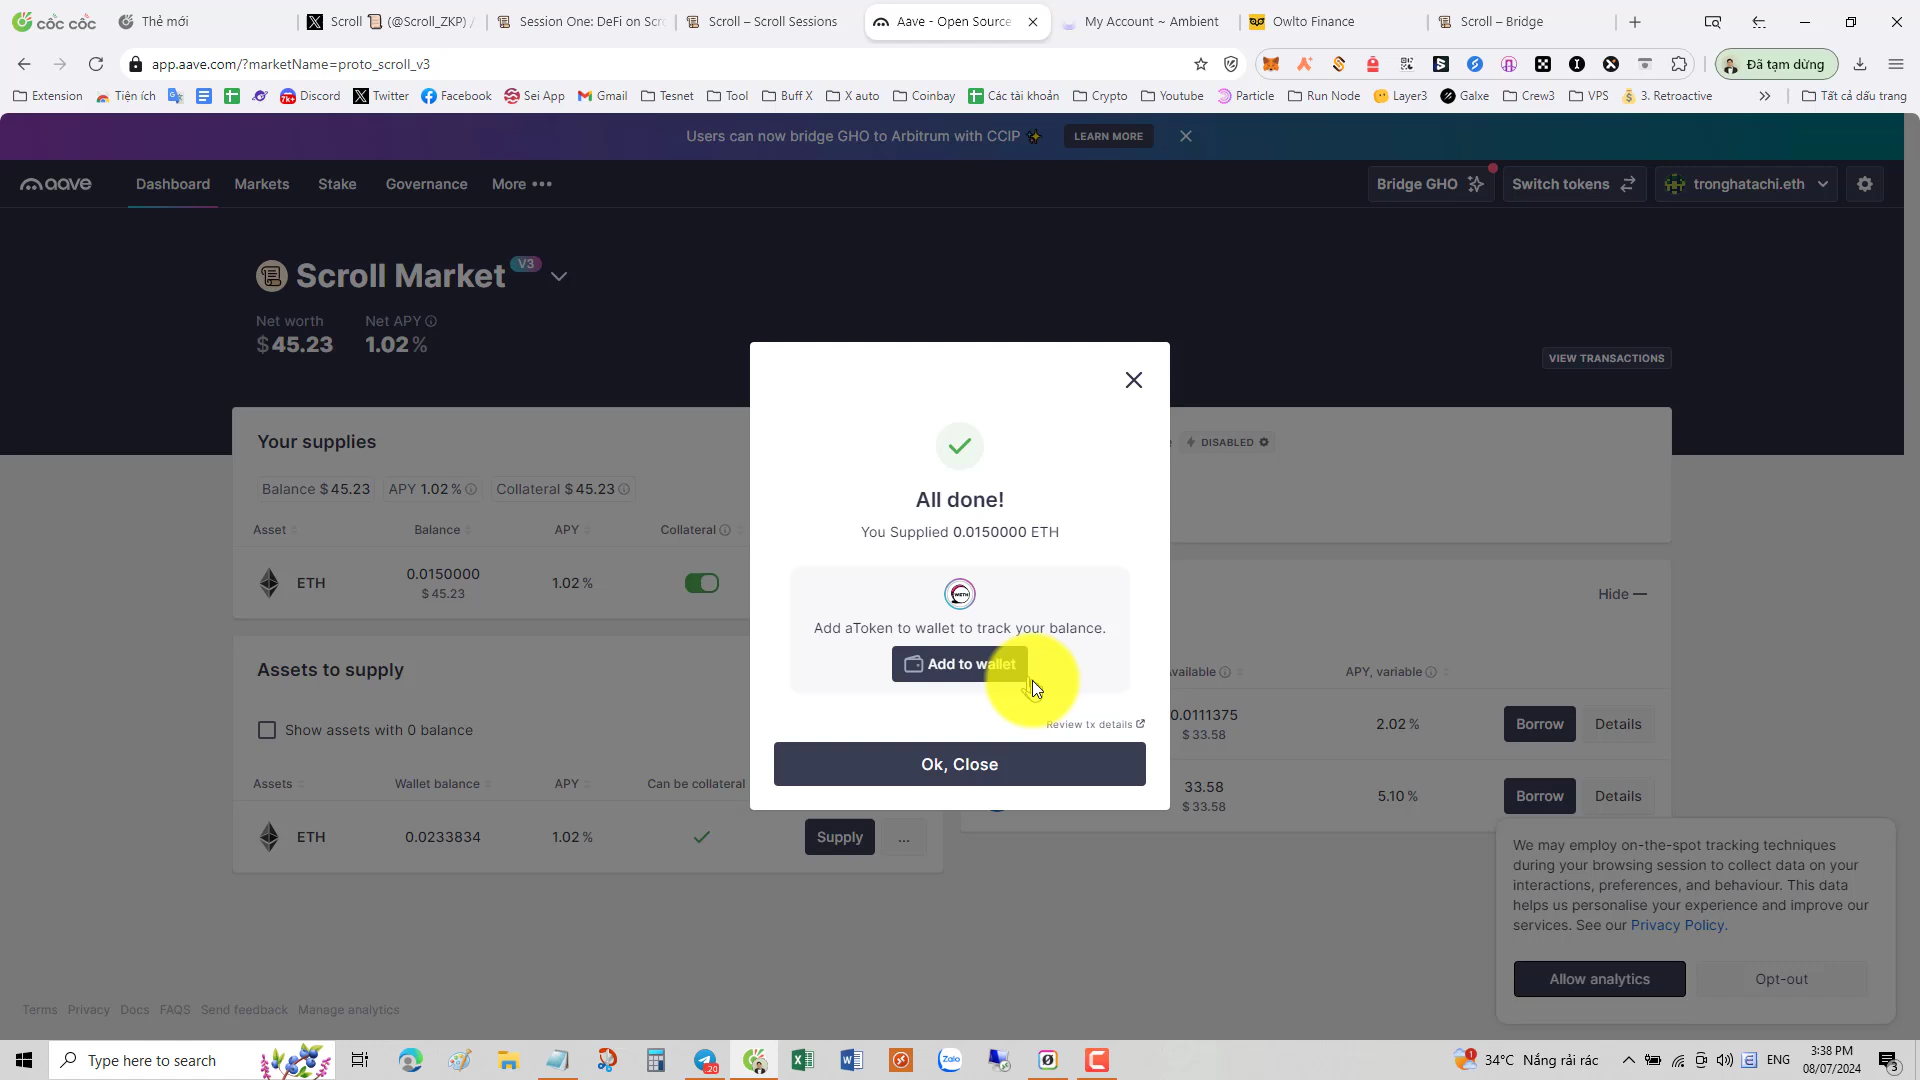 cốc cốc
Thẻ mới
Scroll 📜 (@Scroll_ZKP) /
Session One: DeFi on Scro
Scroll – Scroll Sessions
Aave - Open Source
My Account ~ Ambient
Owlto Finance
Scroll – Bridge
app.aave.com/?marketName=proto_scroll_v3
Đã tạm dừng
Extension
Tiện ích
Discord
Twitter
Facebook
Sei App
Gmail
Tesnet
Tool
Buff X
X auto
Coinbay
Các tài khoản
Crypto
Youtube
Particle
Run Node
Layer3
Galxe
Crew3
VPS
3. Retroactive
Tất cả dấu trang
Users can now bridge GHO to Arbitrum with CCIP ✨
LEARN MORE
aave
Dashboard
Markets
Stake
Governance
More
Bridge GHO
Switch tokens
tronghatachi.eth
Scroll Market
V3
Net worth
Net APY
$45.23
1.02%
VIEW TRANSACTIONS
Your supplies
DISABLED
Balance $45.23
APY 1.02%
Collateral $45.23
Asset
Balance
APY
Collateral
ETH
0.0150000
$45.23
1.02%
All done!
You Supplied 0.0150000 ETH
Add aToken to wallet to track your balance.
Add to wallet
Review tx details
Ok, Close
Hide —
Assets to supply
Show assets with 0 balance
Assets
Wallet balance
APY
Can be collateral
ETH
0.0233834
1.02%
Supply
...
Available
APY, variable
0.0111375
$33.58
2.02%
Borrow
Details
33.58
$33.58
5.10%
Borrow
Details
We may employ on-the-spot tracking techniques
during your browsing session to collect data on your
interactions, preferences, and behaviour. This data
helps us personalise your experience and improve our
services. See our Privacy Policy.
Allow analytics
Opt-out
Terms
Privacy
Docs
FAQS
Send feedback
Manage analytics
Type here to search
34°C Nắng rải rác
ENG
3:38 PM
08/07/2024